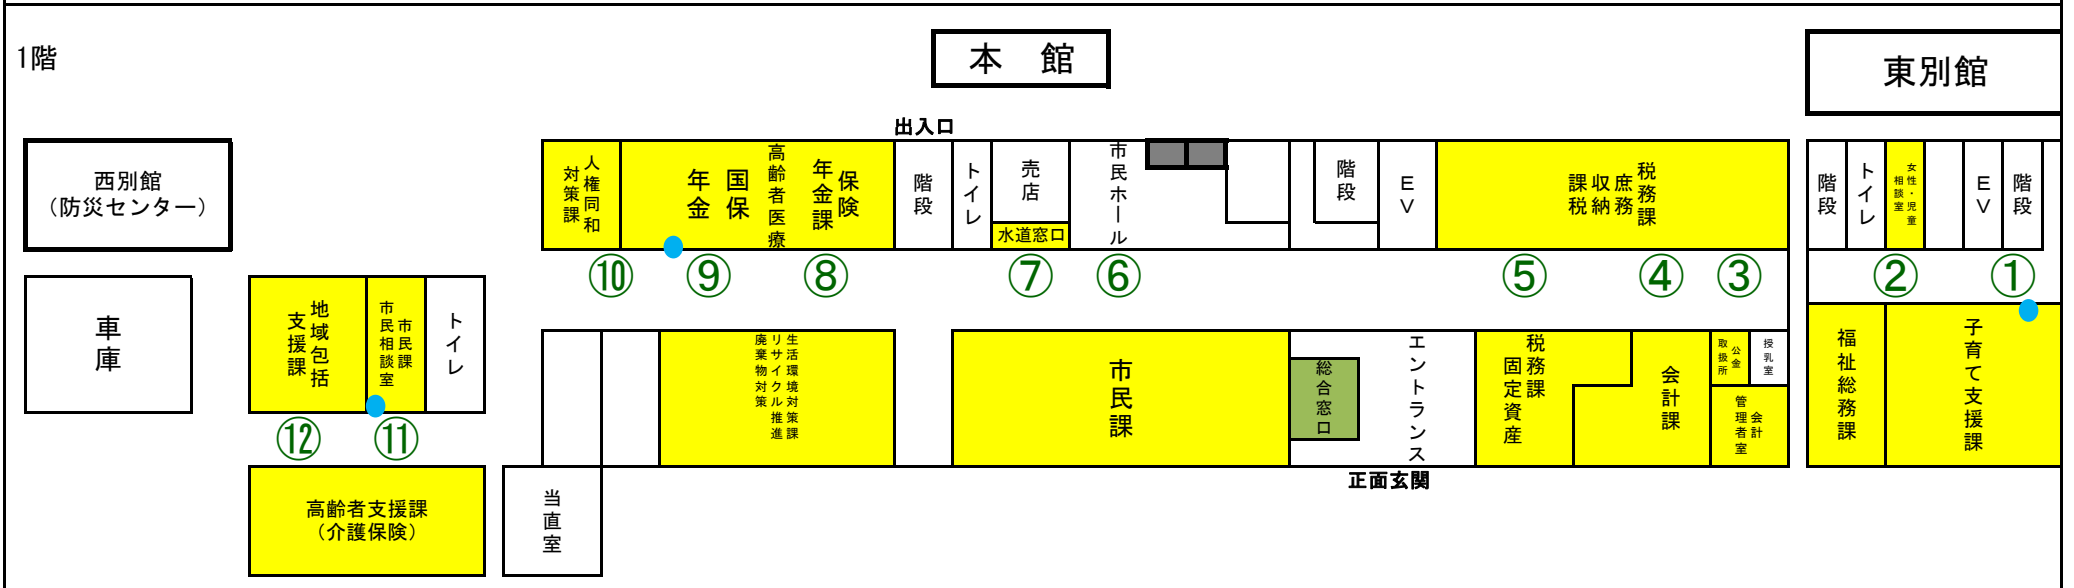 1階
本館
東別館
出入口
西別館
（防災センター）
人権同和
対策課
年金
国保
高齢者医療
保険
年金課
階段
トイレ
売店
水道窓口
市民ホール
階段
EV
税務課
庶務
収納
課税
階段
トイレ
女性・児童
相談室
EV
階段
⑩
⑨
⑧
⑦
⑥
⑤
④
③
②
①
車庫
地域包括
支援課
市民課
市民相談室
トイレ
生活環境対策課
リサイクル推進
廃棄物対策
市民課
総合窓口
エントランス
税務課
固定資産
会計課
公金
取扱所
授乳室
会計
管理者室
福祉総務課
子育て支援課
⑫
⑪
正面玄関
高齢者支援課
（介護保険）
当直室